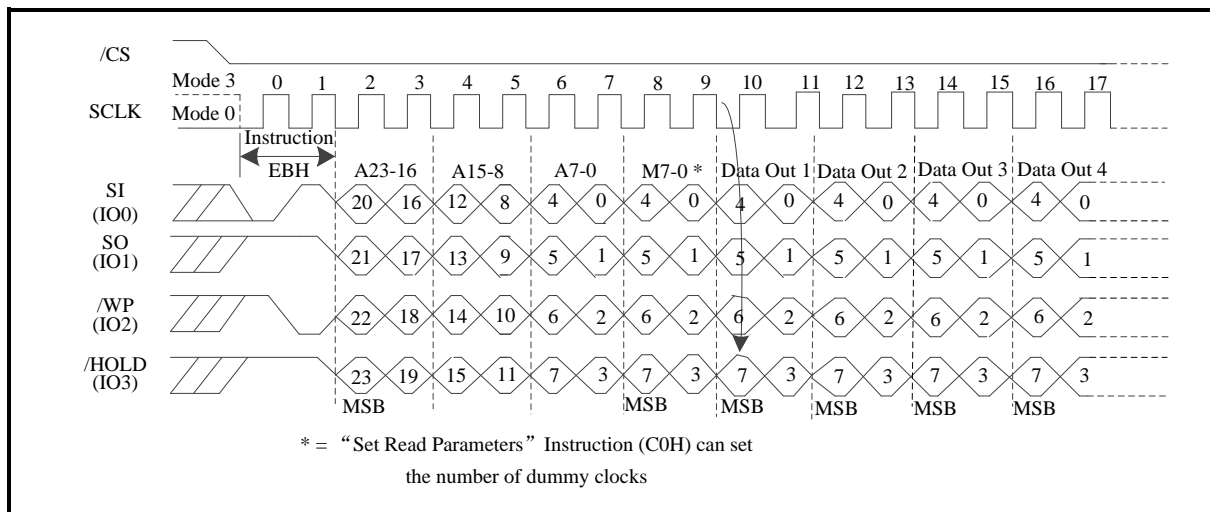 /CS
Mode 3 0 1 2 3 4 5 6 7 8 9 10 11 12 13 14 15 16 17
SCLK Mode 0
Instruction
EBH A23-16 A15-8 A7-0 M7-0 * Data Out 1 Data Out 2 Data Out 3 Data Out 4
SI
(IO0) 20 16 12 8 4 0 4 0 4 0 4 0 4 0 4 0
SO
(IO1) 21 17 13 9 5 1 5 1 5 1 5 1 5 1 5 1
/WP
(IO2) 22 18 14 10 6 2 6 2 6 2 6 2 6 2 6 2
/HOLD
(IO3) 23 19 15 11 7 3 7 3 7 3 7 3 7 3 7 3
MSB MSB MSB MSB MSB MSB
* = “Set Read Parameters” Instruction (C0H) can set
the number of dummy clocks